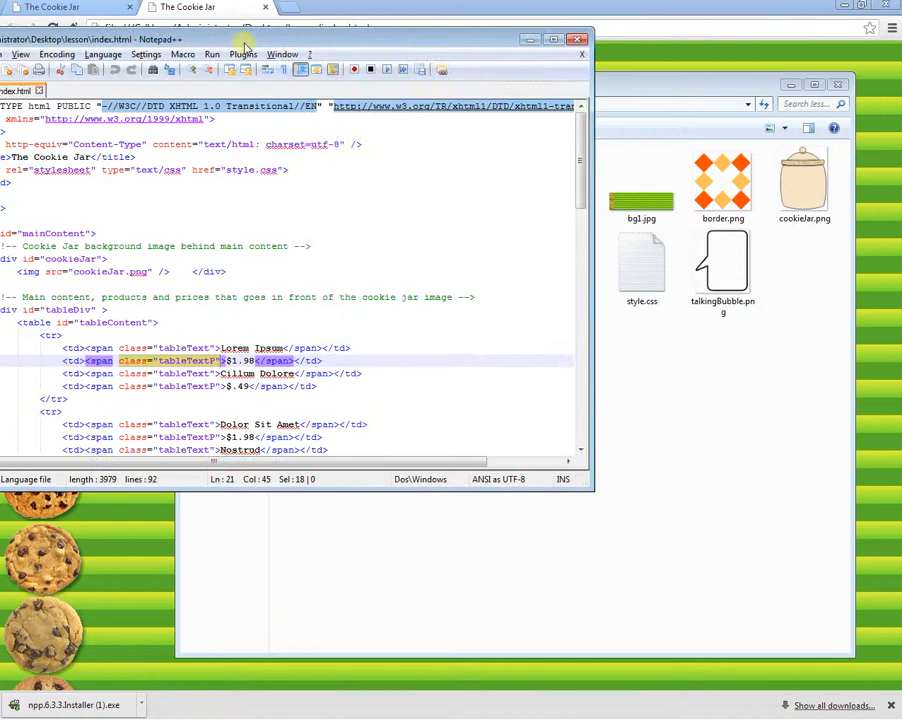 The Cookie Jar
The Cookie Jar
istrator\Desktop\lesson\index.html - Notepad++
View Encoding Language Settings Macro Run Plugins Window ?
ndex.html
X
TYPE html PUBLIC "-//W3C//DTD XHTML 1.0 Transitional//EN" "http://www.w3.org/TR/xhtml1/DTD/xhtml1-tran
xmlns="http://www.w3.org/1999/xhtml">
>
http-equiv="Content-Type" content="text/html; charset=utf-8" />
e>The Cookie Jar</title>
rel="stylesheet" type="text/css" href="style.css">
d>
>
id="mainContent">
!-- Cookie Jar background image behind main content -->
div id="cookieJar">
<img src="cookieJar.png" /> </div>
!-- Main content, products and prices that goes in front of the cookie jar image -->
div id="tableDiv" >
<table id="tableContent">
<tr>
<td><span class="tableText">Lorem Ipsum</span></td>
<td><span class="tableTextP">$1.98</span></td>
<td><span class="tableText">Cillum Dolore</span></td>
<td><span class="tableTextP">$.49</span></td>
</tr>
<tr>
<td><span class="tableText">Dolor Sit Amet</span></td>
<td><span class="tableTextP">$1.98</span></td>
<td><span class="tableText">Nostrud</span></td>
Language file length : 3979 lines : 92 Ln : 21 Col : 45 Sel : 18 | 0 Dos\Windows ANSI as UTF-8 INS
Search less...
bg1.jpg
border.png
cookieJar.png
style.css
talkingBubble.pn
g
npp.6.3.3.Installer (1).exe
Show all downloads...